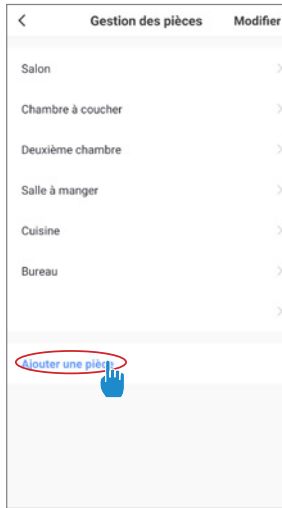 Gestion des pièces Modifier
Salon
Chambre à coucher
Deuxième chambre
Salle à manger
Cuisine
Bureau
Ajouter une pièce